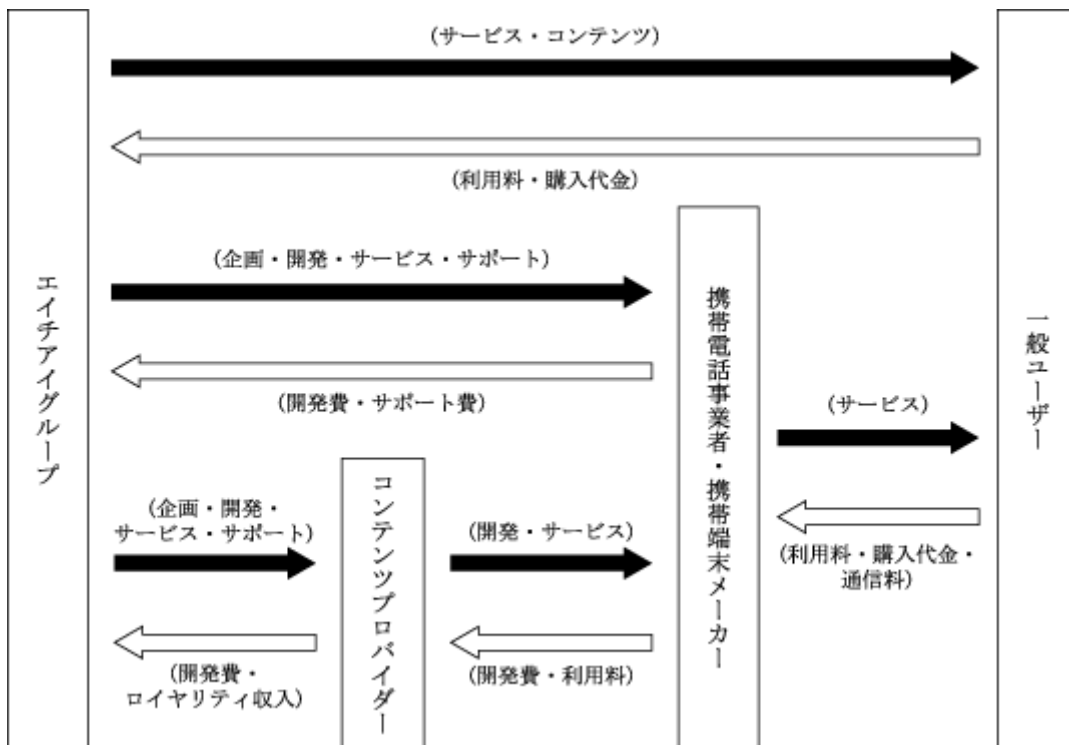 (サービス・コンテンツ)
(利用料・購入代金)
エイチアイグループ
(企画・開発・サービス・サポート)
(開発費・サポート費)
携帯電話事業者・携帯端末メーカー
一般ユーザー
(サービス)
(利用料・購入代金・
通信料)
(企画・開発・
サービス・サポート)
コンテンツプロバイダー
(開発・サービス)
(開発費・
ロイヤリティ収入)
(開発費・利用料)